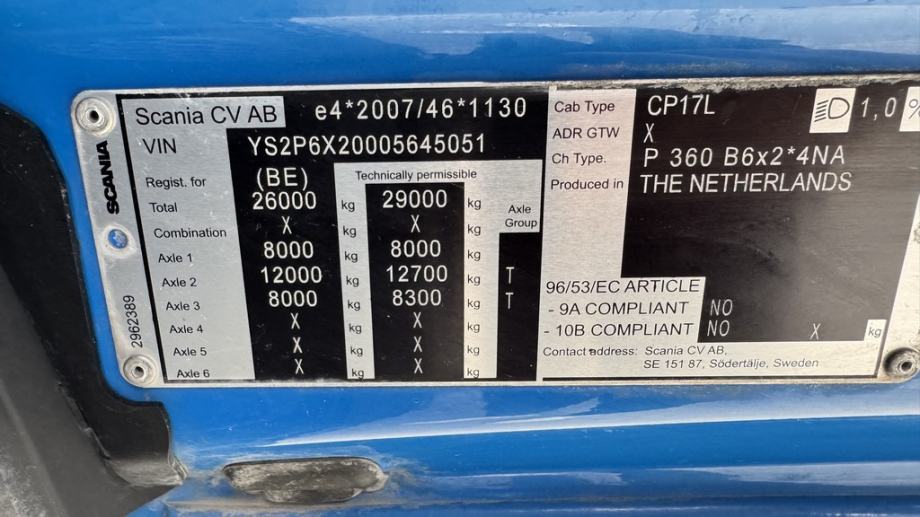 Scania CV AB e4*2007/46*1130
VIN YS2P6X20005645051
Regist. for (BE) Technically permissible
Total 26000 kg 29000 kg Axle Group
Combination X kg X kg
Axle 1 8000 kg 8000 kg
Axle 2 12000 kg 12700 kg T
Axle 3 8000 kg 8300 kg T
Axle 4 X kg X kg
Axle 5 X kg X kg
Axle 6 X kg X kg
SCANIA
2962389
Cab Type CP17L 1,0%
ADR GTW X
Ch Type. P 360 B6x2*4NA
Produced in THE NETHERLANDS
96/53/EC ARTICLE
- 9A COMPLIANT NO
- 10B COMPLIANT NO X kg
Contact address: Scania CV AB,
SE 151 87, Södertälje, Sweden